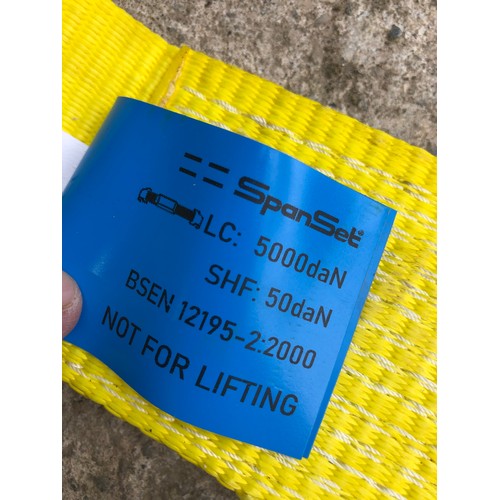 SpanSet
LC: 5000daN
SHF: 50daN
BSEN 12195-2:2000
NOT FOR LIFTING